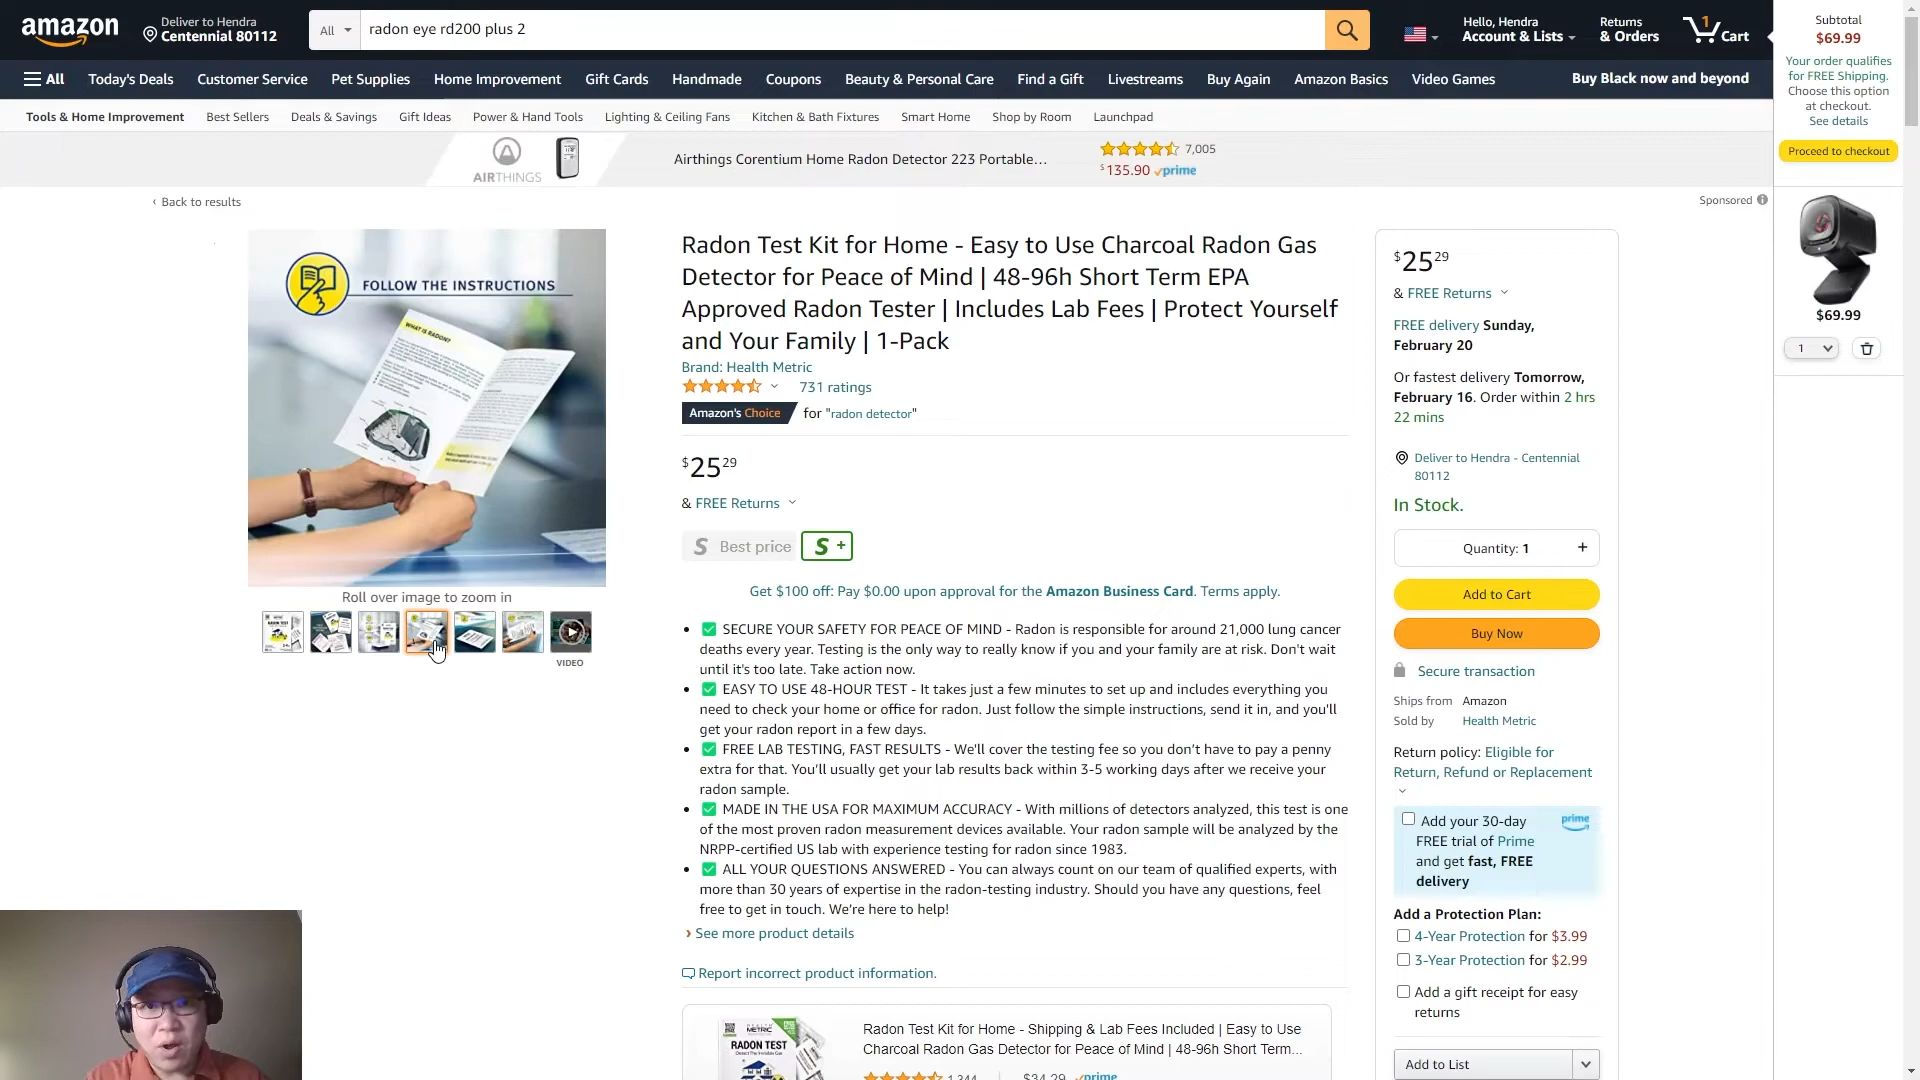 amazon
Deliver to Hendra
Centennial 80112
All
radon eye rd200 plus 2
Hello, Hendra
Account & Lists
Returns
& Orders
1
Cart
All
Today's Deals
Customer Service
Pet Supplies
Home Improvement
Gift Cards
Handmade
Coupons
Beauty & Personal Care
Find a Gift
Livestreams
Buy Again
Amazon Basics
Video Games
Buy Black now and beyond
Tools & Home Improvement
Best Sellers
Deals & Savings
Gift Ideas
Power & Hand Tools
Lighting & Ceiling Fans
Kitchen & Bath Fixtures
Smart Home
Shop by Room
Launchpad
AIRTHINGS
Airthings Corentium Home Radon Detector 223 Portable…
7,005
$135.90 prime
‹ Back to results
Sponsored
FOLLOW THE INSTRUCTIONS
WHAT IS RADON?
Roll over image to zoom in
VIDEO
Radon Test Kit for Home - Easy to Use Charcoal Radon Gas
Detector for Peace of Mind | 48-96h Short Term EPA
Approved Radon Tester | Includes Lab Fees | Protect Yourself
and Your Family | 1-Pack
Brand: Health Metric
731 ratings
Amazon's Choice for "radon detector"
$25 29
& FREE Returns
S Best price
S +
Get $100 off: Pay $0.00 upon approval for the Amazon Business Card. Terms apply.
• ✅ SECURE YOUR SAFETY FOR PEACE OF MIND - Radon is responsible for around 21,000 lung cancer
deaths every year. Testing is the only way to really know if you and your family are at risk. Don't wait
until it's too late. Take action now.
• ✅ EASY TO USE 48-HOUR TEST - It takes just a few minutes to set up and includes everything you
need to check your home or office for radon. Just follow the simple instructions, send it in, and you'll
get your radon report in a few days.
• ✅ FREE LAB TESTING, FAST RESULTS - We'll cover the testing fee so you don’t have to pay a penny
extra for that. You’ll usually get your lab results back within 3-5 working days after we receive your
radon sample.
• ✅ MADE IN THE USA FOR MAXIMUM ACCURACY - With millions of detectors analyzed, this test is one
of the most proven radon measurement devices available. Your radon sample will be analyzed by the
NRPP-certified US lab with experience testing for radon since 1983.
• ✅ ALL YOUR QUESTIONS ANSWERED - You can always count on our team of qualified experts, with
more than 30 years of expertise in the radon-testing industry. Should you have any questions, feel
free to get in touch. We’re here to help!
› See more product details
Report incorrect product information.
METRIC
RADON TEST
Radon Test Kit for Home - Shipping & Lab Fees Included | Easy to Use
Charcoal Radon Gas Detector for Peace of Mind | 48-96h Short Term...
1,344
$34.29 prime
$25 29
& FREE Returns
FREE delivery Sunday,
February 20
Or fastest delivery Tomorrow,
February 16. Order within 2 hrs
22 mins
Deliver to Hendra - Centennial
80112
In Stock.
Quantity: 1
+
Add to Cart
Buy Now
Secure transaction
Ships from Amazon
Sold by Health Metric
Return policy: Eligible for
Return, Refund or Replacement
Add your 30-day
FREE trial of Prime
and get fast, FREE
delivery
prime
Add a Protection Plan:
4-Year Protection for $3.99
3-Year Protection for $2.99
Add a gift receipt for easy
returns
Add to List
Subtotal
$69.99
Your order qualifies
for FREE Shipping.
Choose this option
at checkout.
See details
Proceed to checkout
$69.99
1